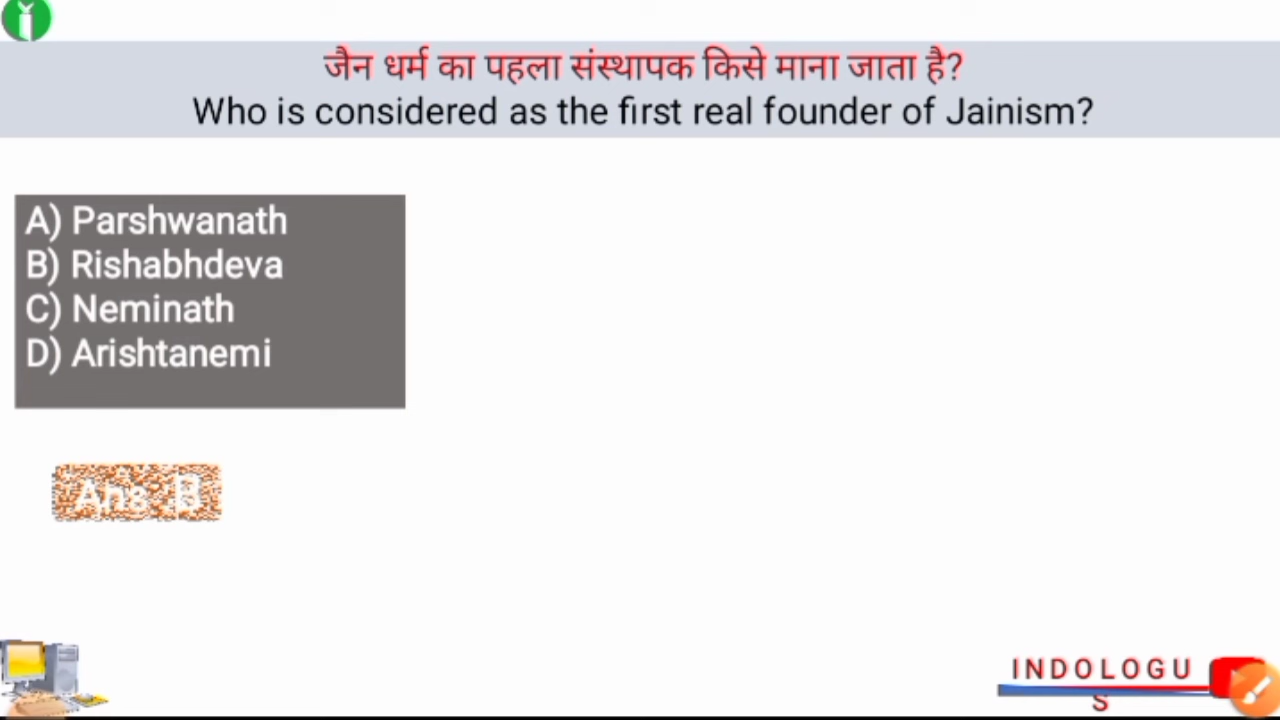 जैन धर्म का पहला संस्थापक किसे माना जाता है?
Who is considered as the first real founder of Jainism?
A) Parshwanath
B) Rishabhdeva
C) Neminath
D) Arishtanemi
Ans B
INDOLOGU
S